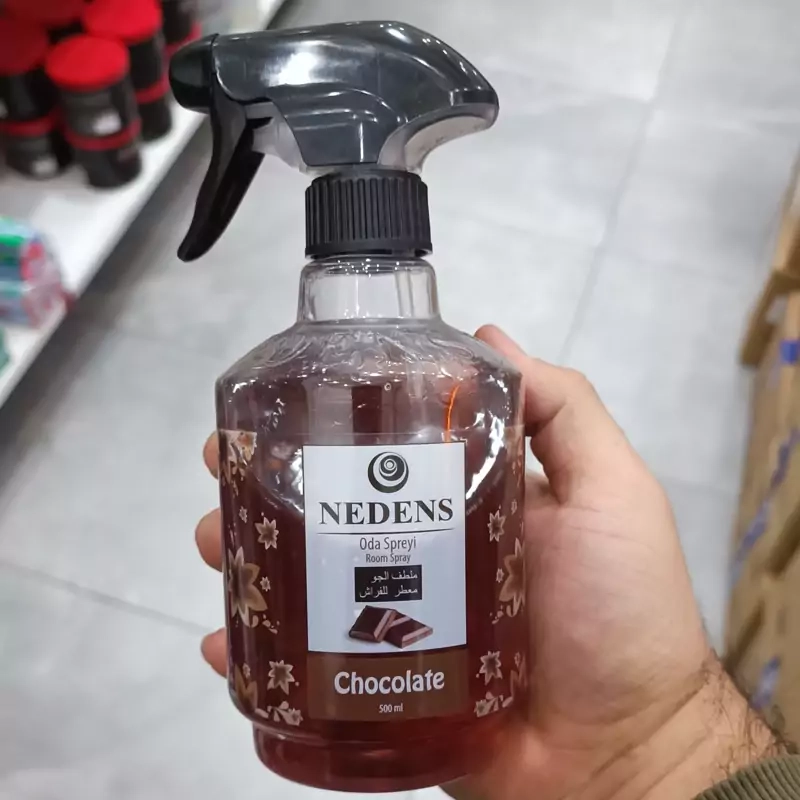 NEDENS
Oda Spreyi
Room Spray
ملطف الجو
معطر للفراش
Chocolate
500 ml